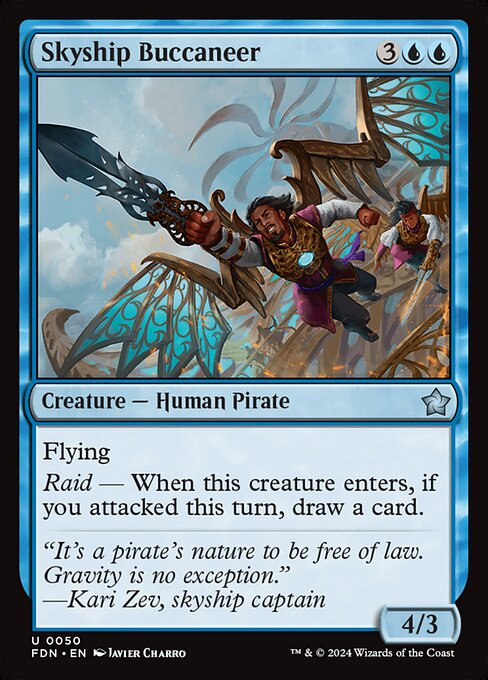 Skyship Buccaneer 3
Creature — Human Pirate
Flying
Raid — When this creature enters, if
you attacked this turn, draw a card.
“It’s a pirate’s nature to be free of law.
Gravity is no exception.”
—Kari Zev, skyship captain
4/3
U 0050
FDN • EN Javier Charro
™ & © 2024 Wizards of the Coast